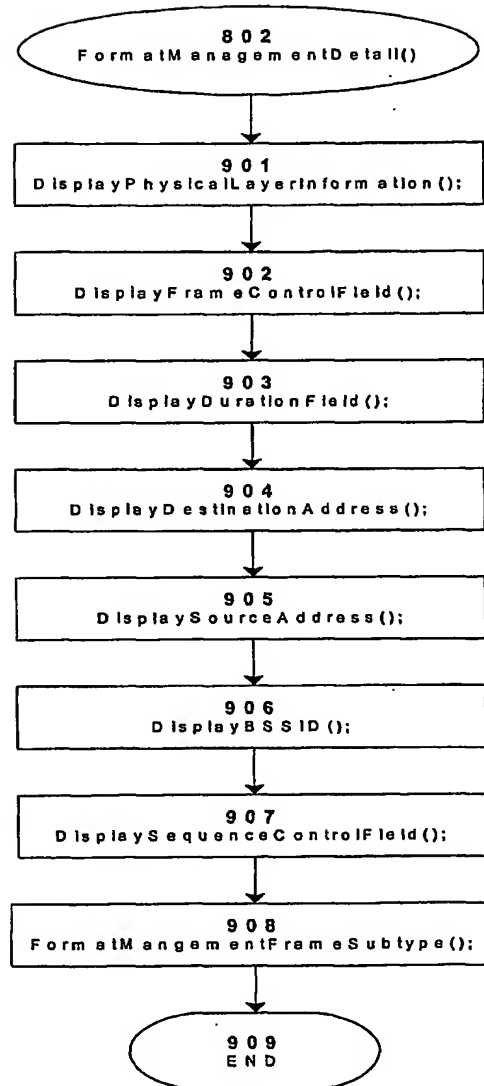 802
FormatManagementDetail()
901
DisplayPhysicalLayerInformation();
902
DisplayFrameControlField();
903
DisplayDurationField();
904
DisplayDestinationAddress();
905
DisplaySourceAddress();
906
DisplayBSSID();
907
DisplaySequenceControlField();
908
FormatMangementFrameSubtype();
909
END